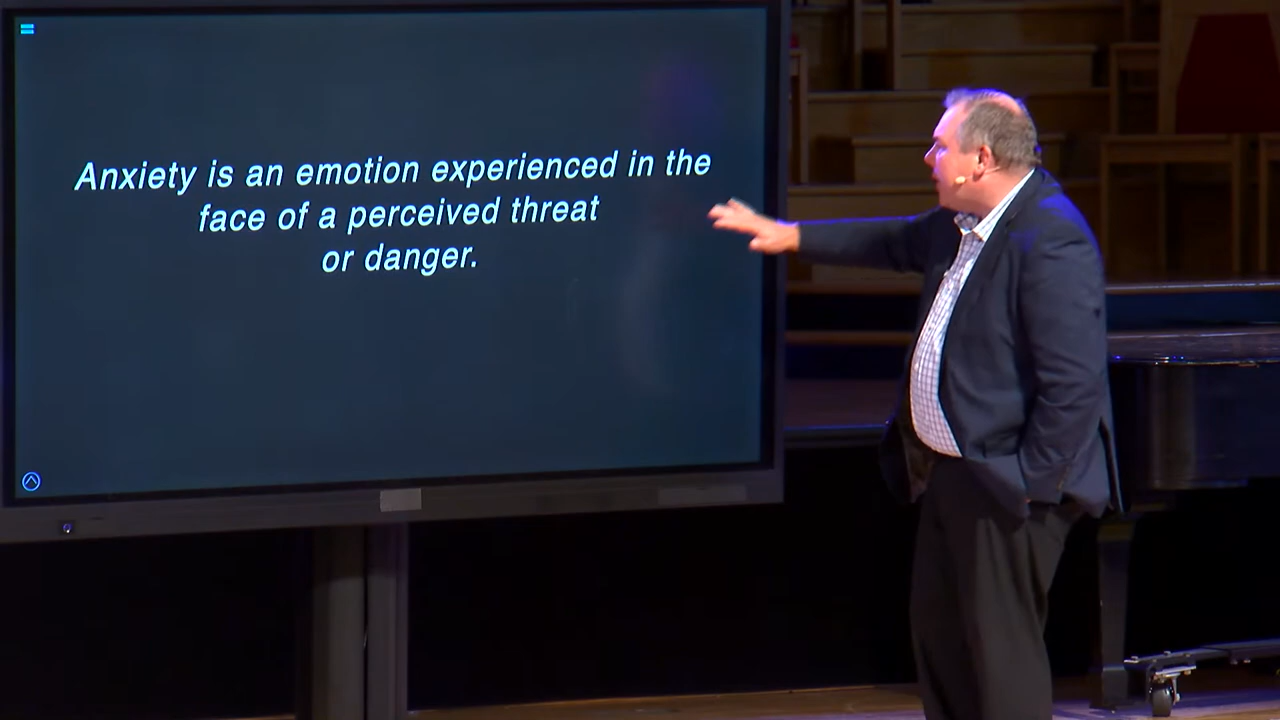 Anxiety is an emotion experienced in the
face of a perceived threat
or danger.